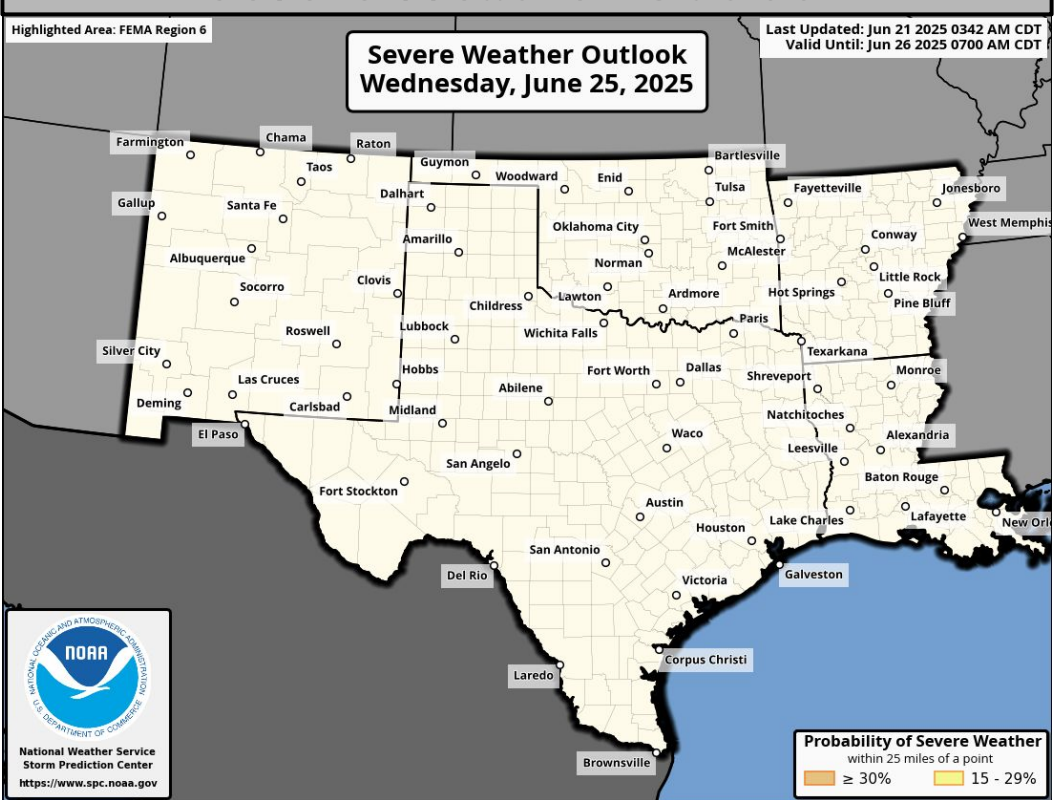 Highlighted Area: FEMA Region 6
Last Updated: Jun 21 2025 0342 AM CDT
Valid Until: Jun 26 2025 0700 AM CDT
Severe Weather Outlook
Wednesday, June 25, 2025
Farmington
Chama
Raton
Taos
Guymon
Woodward
Enid
Bartlesville
Tulsa
Fayetteville
Jonesboro
Gallup
Santa Fe
Dalhart
Oklahoma City
Fort Smith
West Memphis
Albuquerque
Amarillo
Norman
McAlester
Conway
Socorro
Clovis
Childress
Lawton
Ardmore
Hot Springs
Little Rock
Pine Bluff
Roswell
Lubbock
Wichita Falls
Paris
Silver City
Texarkana
Las Cruces
Hobbs
Fort Worth
Dallas
Shreveport
Monroe
Deming
Carlsbad
Midland
Abilene
Natchitoches
El Paso
Waco
Alexandria
San Angelo
Leesville
Fort Stockton
Baton Rouge
Austin
Houston
Lake Charles
Lafayette
New Orl
San Antonio
Del Rio
Victoria
Galveston
Laredo
Corpus Christi
Brownsville
NATIONAL OCEANIC AND ATMOSPHERIC ADMINISTRATION
NOAA
U.S. DEPARTMENT OF COMMERCE
National Weather Service
Storm Prediction Center
https://www.spc.noaa.gov
Probability of Severe Weather
within 25 miles of a point
≥ 30%
15 - 29%